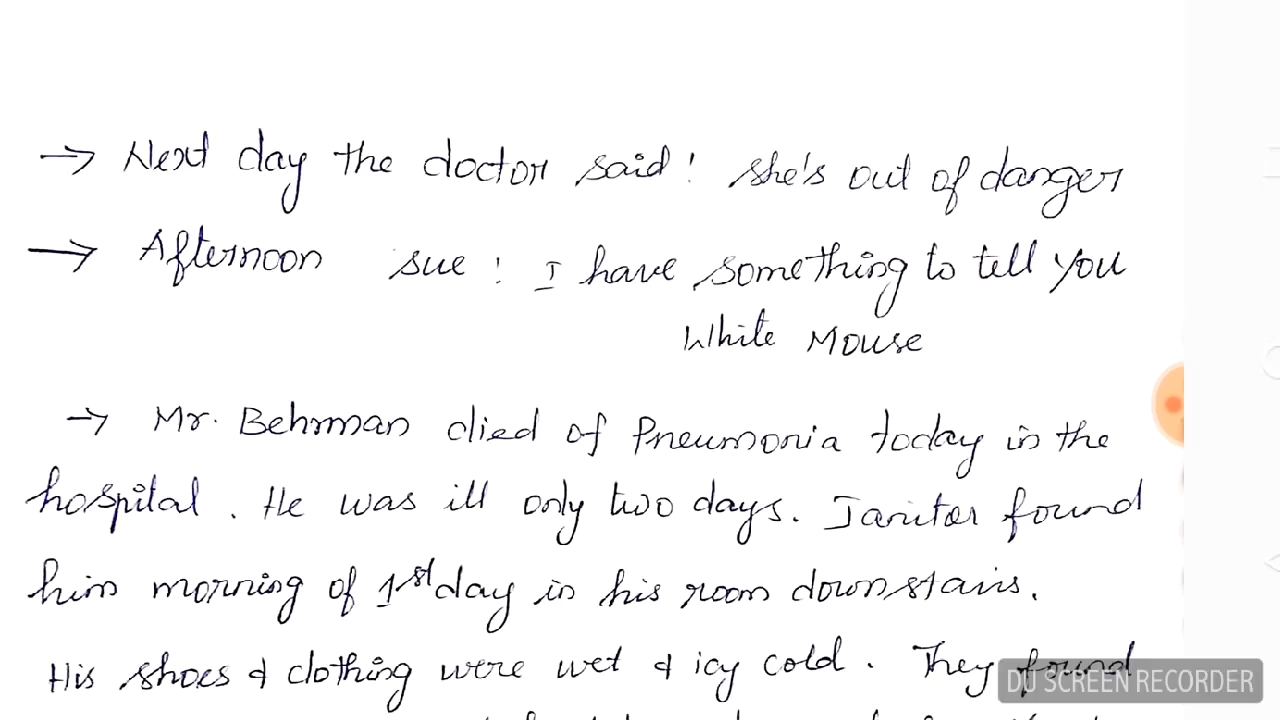 → Next day the doctor said! she's out of danger
→ Afternoon sue! I have something to tell you
White Mouse
→ Mr. Behrman died of Pneumonia today in the
hospital. He was ill only two days. Janitor found
him morning of 1st day in his room downstairs.
His shoes & clothing were wet & icy cold. They found
DU SCREEN RECORDER